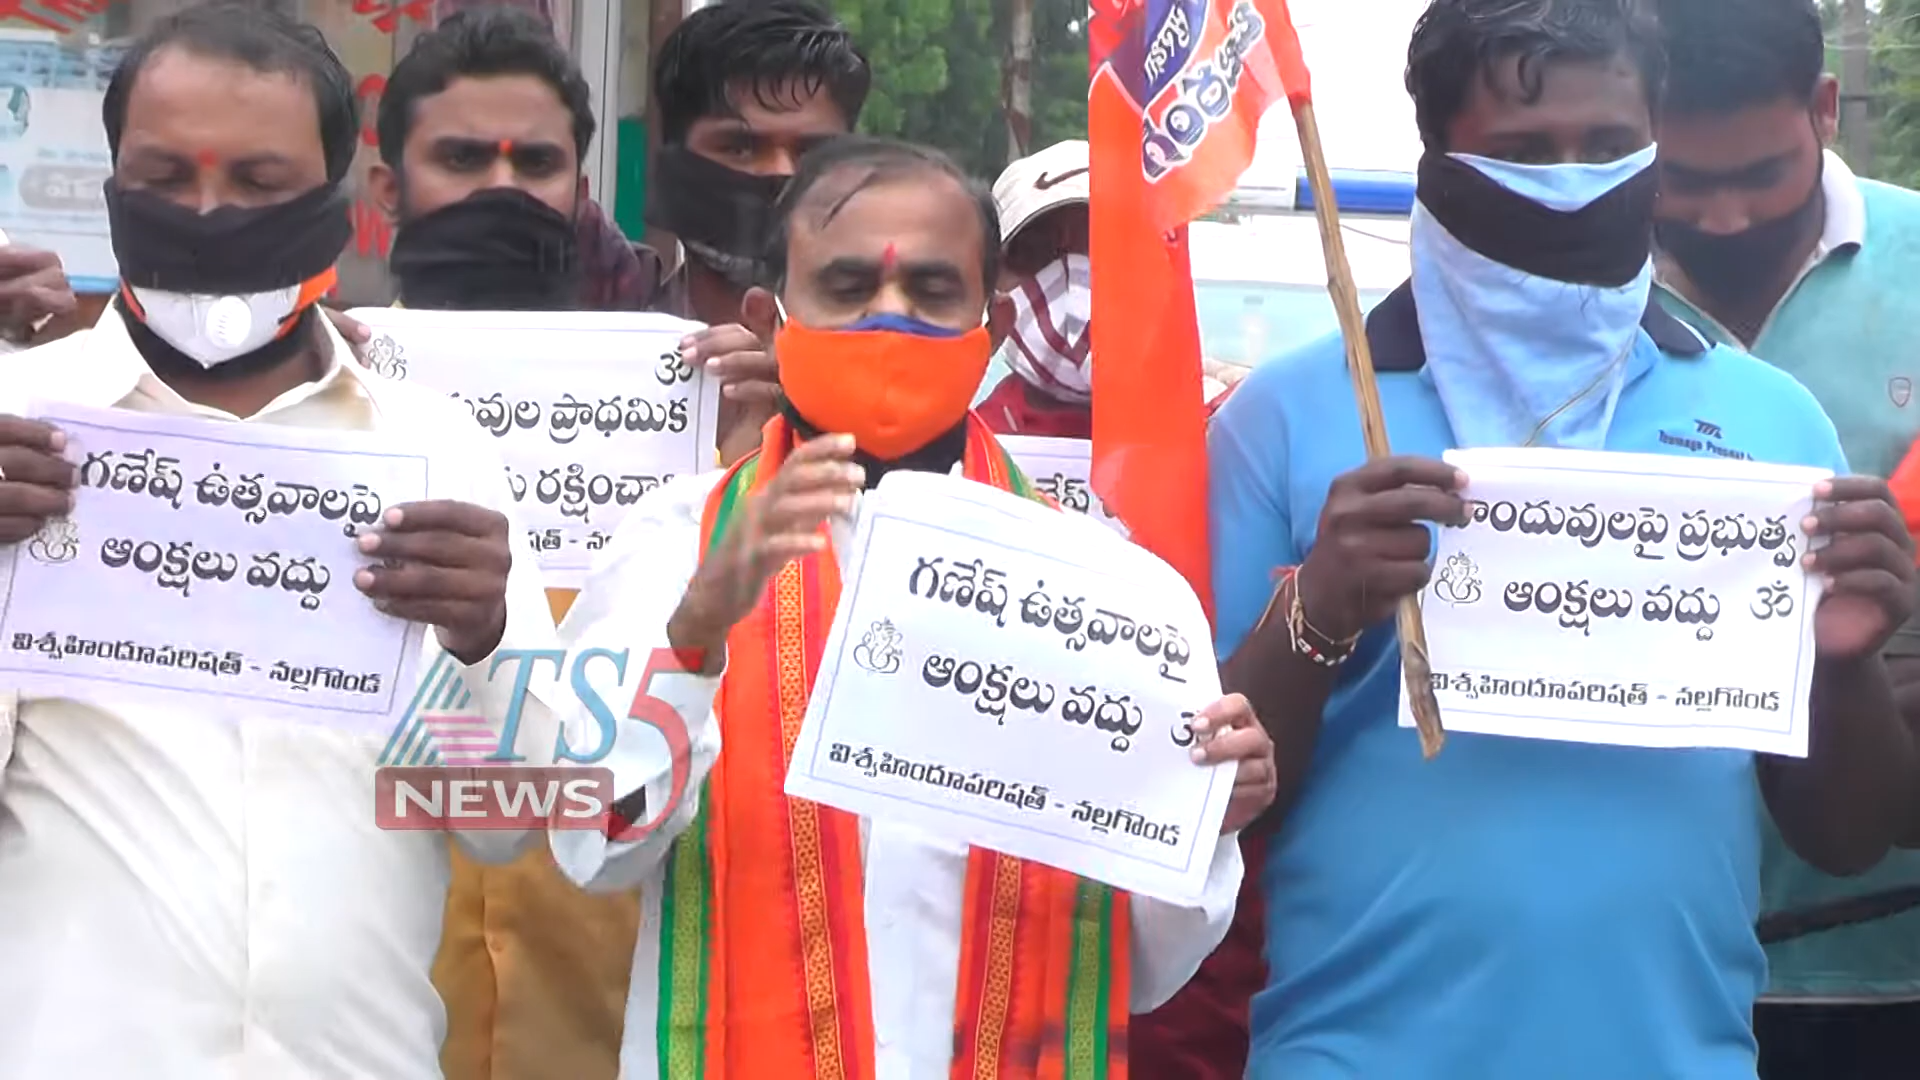 గణేష్ ఉత్సవాలపై
ఆంక్షలు వద్దు
విశ్వహిందూపరిషత్ - నల్లగొండ
ॐ
ప్రాథమిక
రక్షించా
గణేష్ ఉత్సవాలపై
ఆంక్షలు వద్దు
విశ్వహిందూపరిషత్ - నల్లగొండ
హిందువులపై ప్రభుత్వ
ఆంక్షలు వద్దు ॐ
విశ్వహిందూపరిషత్ - నల్లగొండ
TS5
NEWS